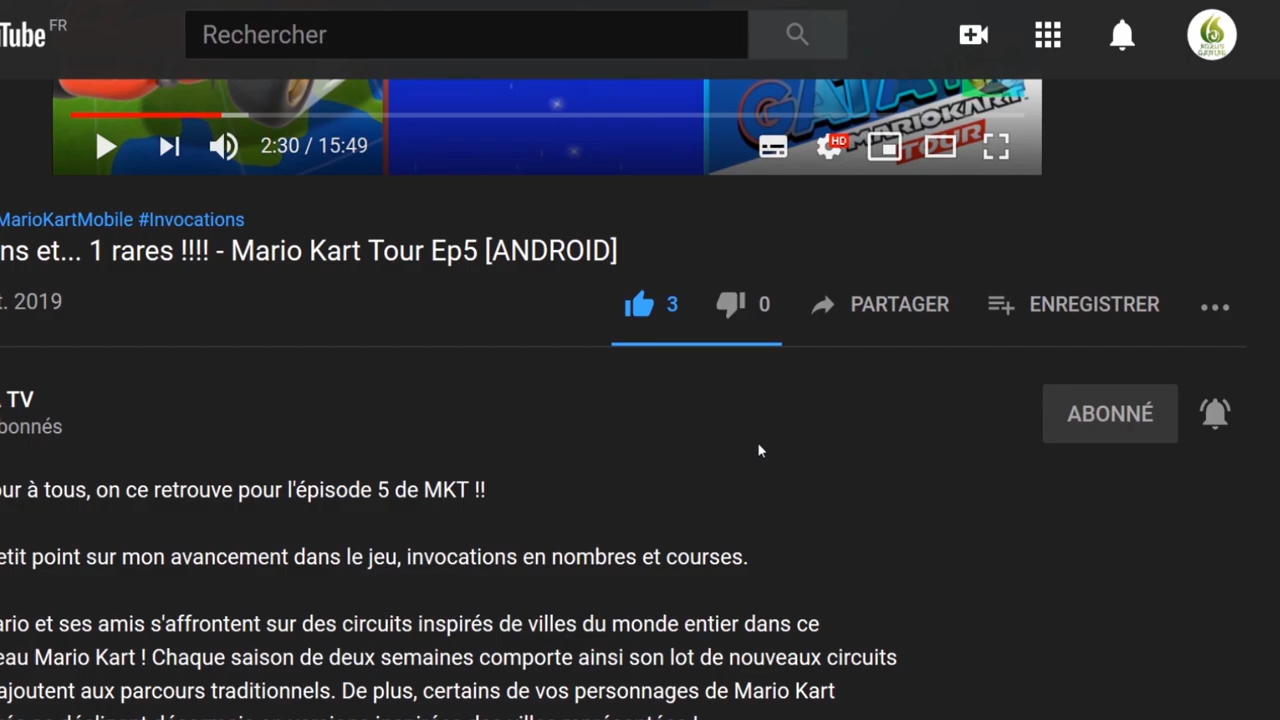 Tube FR
Rechercher
MARIOKART
TOUR
2:30 / 15:49
HD
MarioKartMobile #Invocations
ns et... 1 rares !!!! - Mario Kart Tour Ep5 [ANDROID]
t. 2019
3
0
PARTAGER
ENREGISTRER
TV
bonnés
ABONNÉ
ur à tous, on ce retrouve pour l'épisode 5 de MKT !!
etit point sur mon avancement dans le jeu, invocations en nombres et courses.
ario et ses amis s'affrontent sur des circuits inspirés de villes du monde entier dans ce
eau Mario Kart ! Chaque saison de deux semaines comporte ainsi son lot de nouveaux circuits
ajoutent aux parcours traditionnels. De plus, certains de vos personnages de Mario Kart